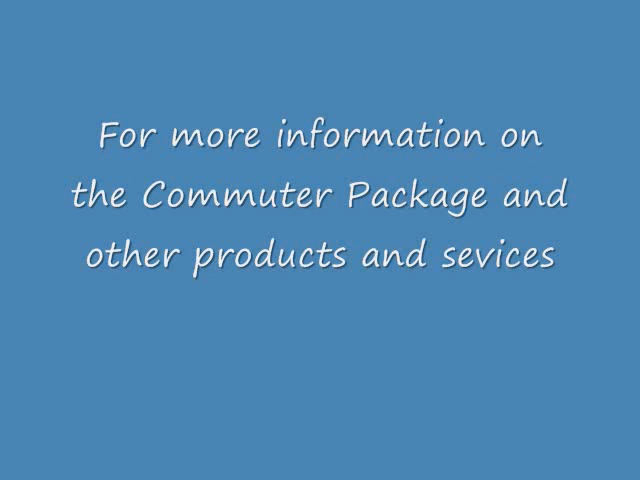 For more information on
the Commuter Package and
other products and sevices